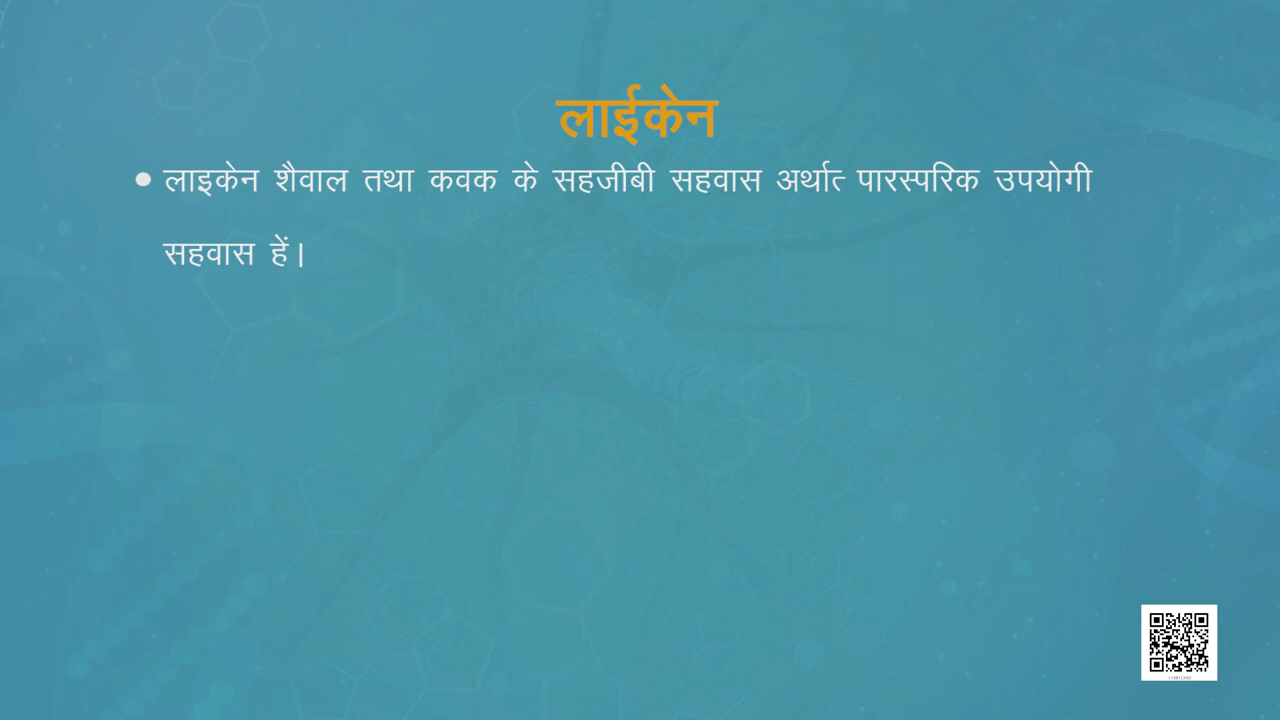 लाईकेन
• लाइकेन शैवाल तथा कवक के सहजीबी सहवास अर्थात पारस्परिक उपयोगी
सहवास हें।